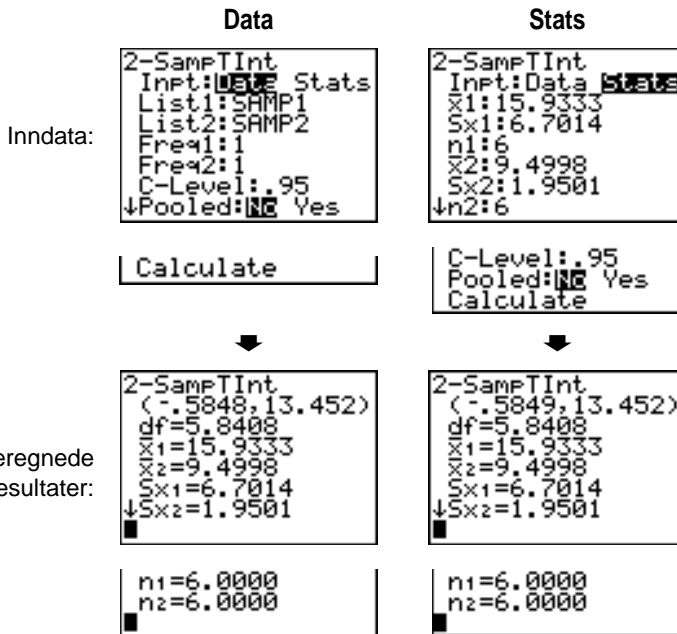 Data
Stats
Inndata:
2-SampTInt
Inpt:Data Stats
List1:SAMP1
List2:SAMP2
Freq1:1
Freq2:1
C-Level:.95
↓Pooled:No Yes
Calculate
2-SampTInt
Inpt:Data Stats
x̄1:15.9333
Sx1:6.7014
n1:6
x̄2:9.4998
Sx2:1.9501
↓n2:6
C-Level:.95
Pooled:No Yes
Calculate
eregnede
esultater:
2-SampTInt
(-.5848,13.452)
df=5.8408
x̄1=15.9333
x̄2=9.4998
Sx1=6.7014
↓Sx2=1.9501
n1=6.0000
n2=6.0000
2-SampTInt
(-.5849,13.452)
df=5.8408
x̄1=15.9333
x̄2=9.4998
Sx1=6.7014
↓Sx2=1.9501
n1=6.0000
n2=6.0000